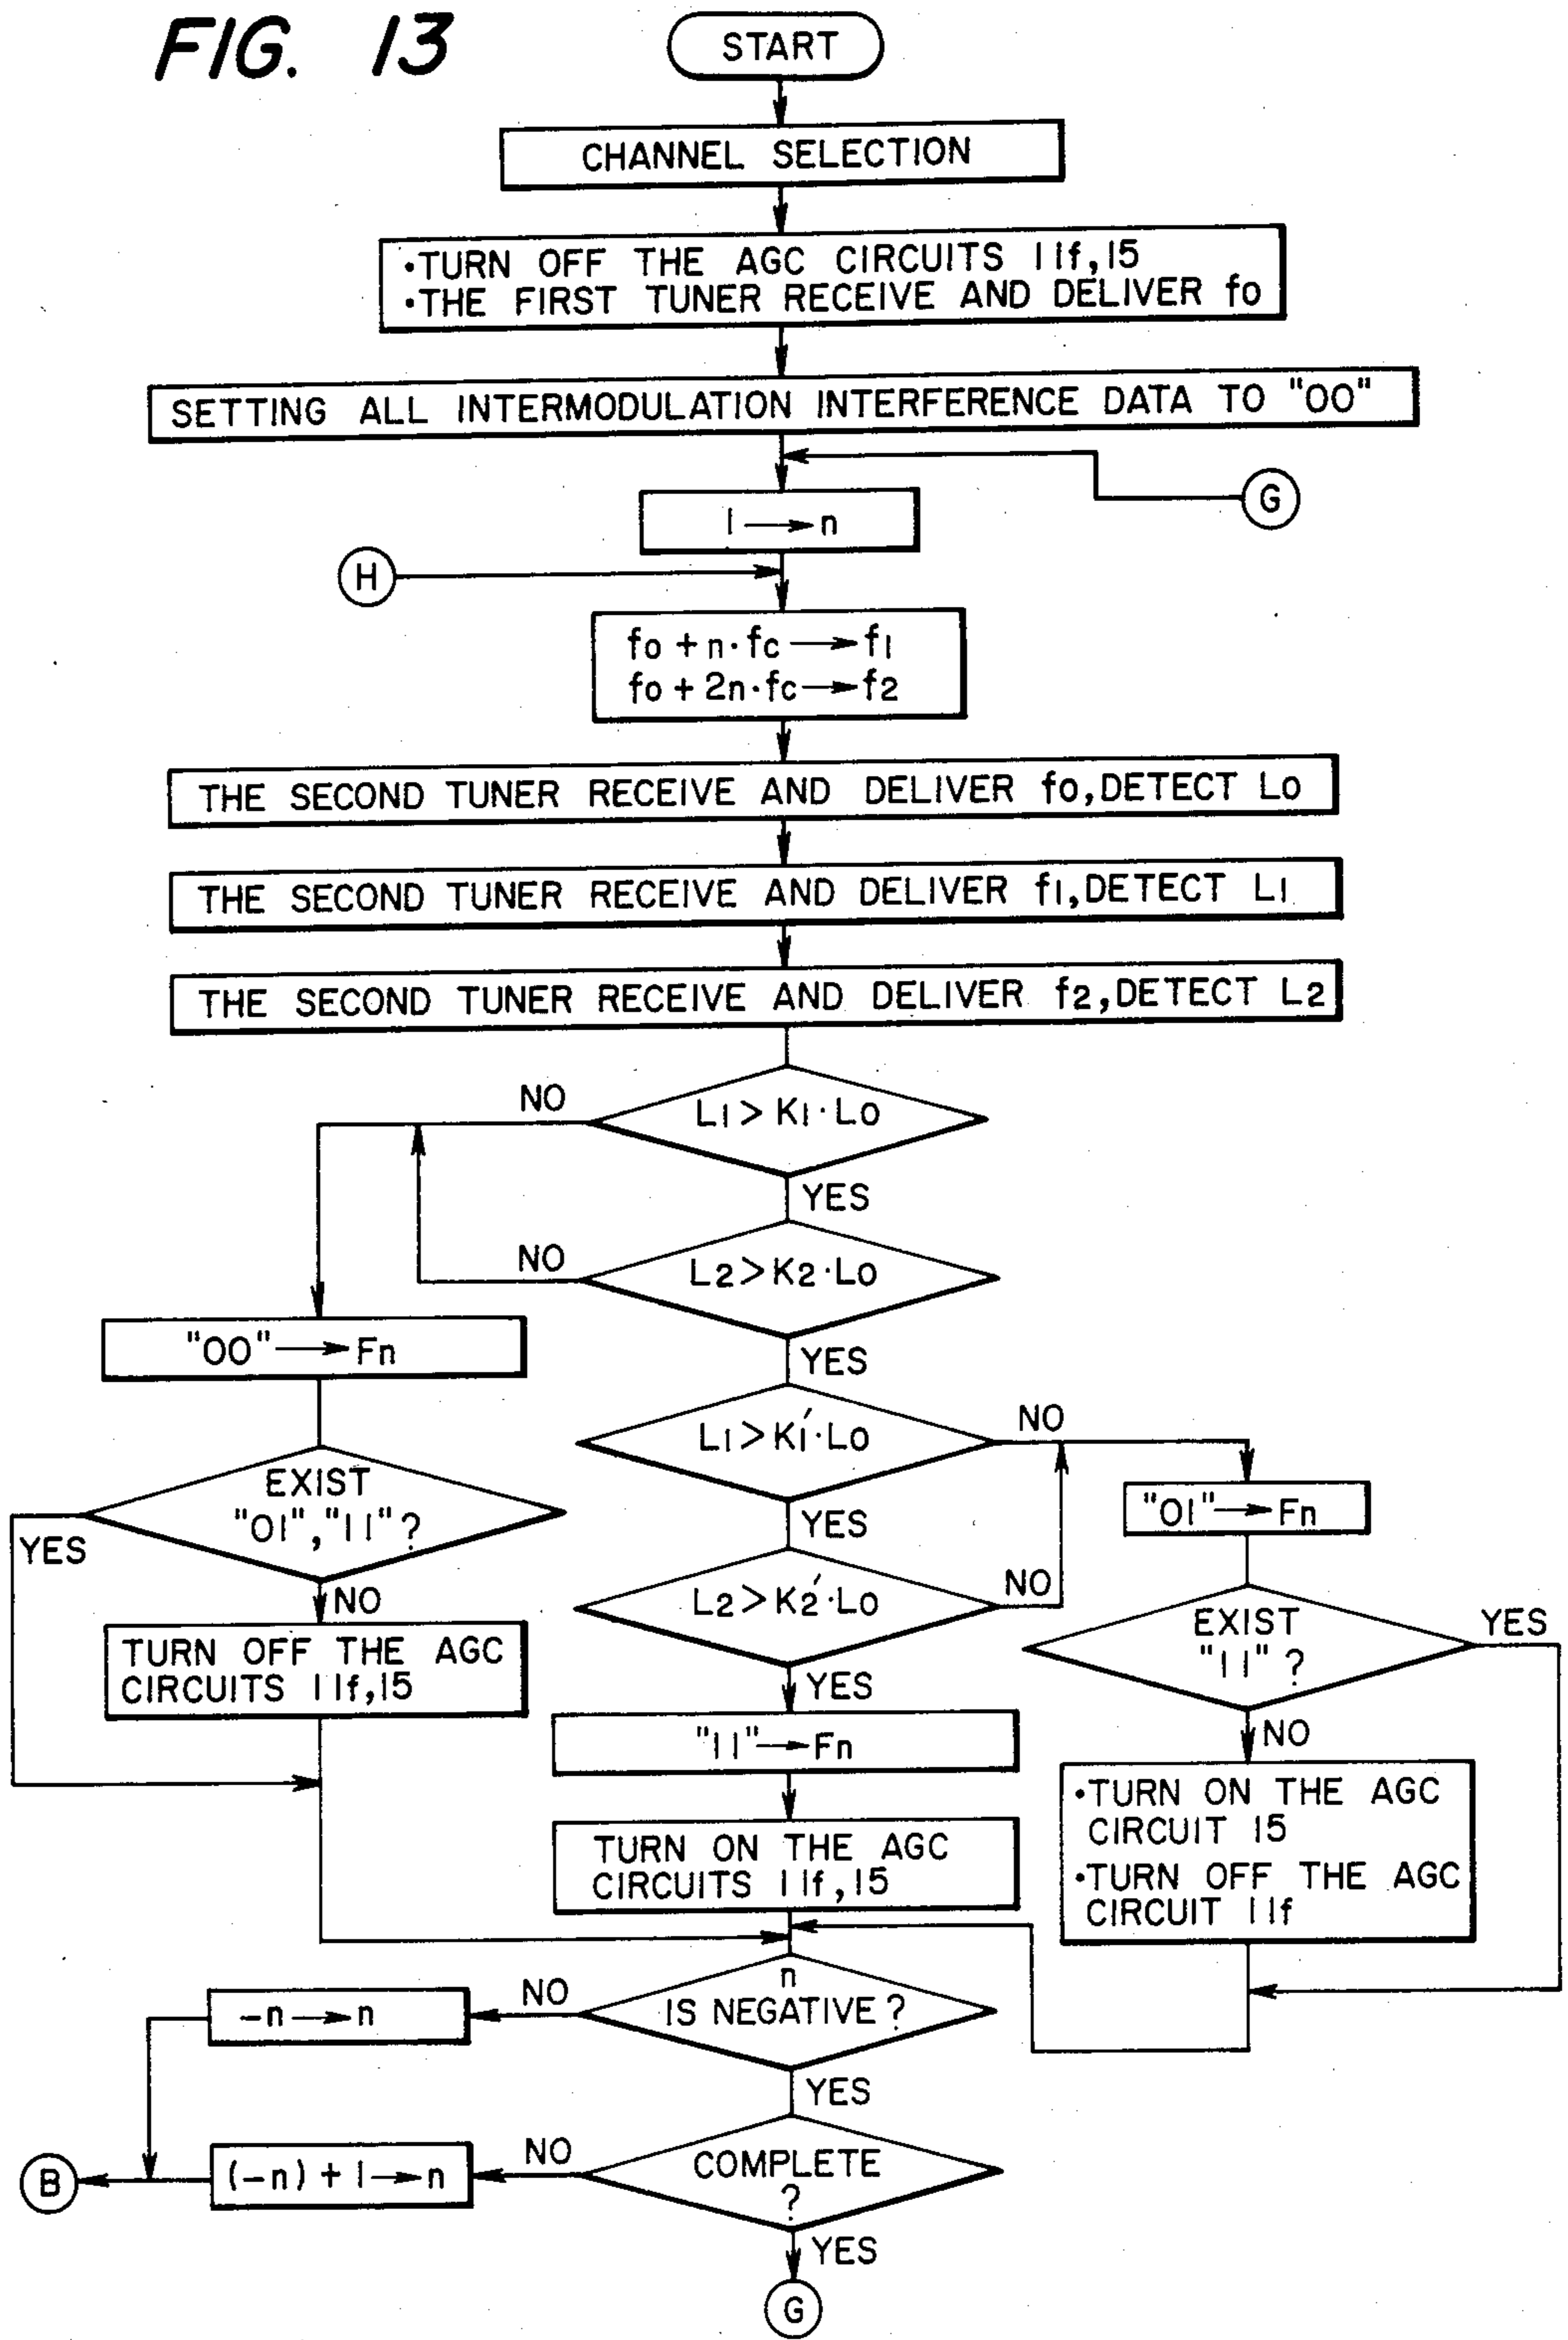 FIG. 13
START
CHANNEL SELECTION
•TURN OFF THE AGC CIRCUITS 11f,15
•THE FIRST TUNER RECEIVE AND DELIVER fo
SETTING ALL INTERMODULATION INTERFERENCE DATA TO "00"
G
1 → n
H
fo + n·fc → f1
fo + 2n·fc → f2
THE SECOND TUNER RECEIVE AND DELIVER fo,DETECT Lo
THE SECOND TUNER RECEIVE AND DELIVER f1,DETECT L1
THE SECOND TUNER RECEIVE AND DELIVER f2,DETECT L2
NO
L1 > K1·Lo
YES
NO
L2 > K2·Lo
YES
"00" → Fn
L1 > K1'·Lo
NO
YES
"01" → Fn
EXIST
"01","11"?
YES
NO
L2 > K2'·Lo
NO
YES
EXIST
"11"?
YES
NO
TURN OFF THE AGC
CIRCUITS 11f,15
"11" → Fn
TURN ON THE AGC
CIRCUITS 11f,15
•TURN ON THE AGC
CIRCUIT 15
•TURN OFF THE AGC
CIRCUIT 11f
n
IS NEGATIVE ?
NO
-n → n
YES
COMPLETE
?
NO
(-n) + 1 → n
B
YES
G